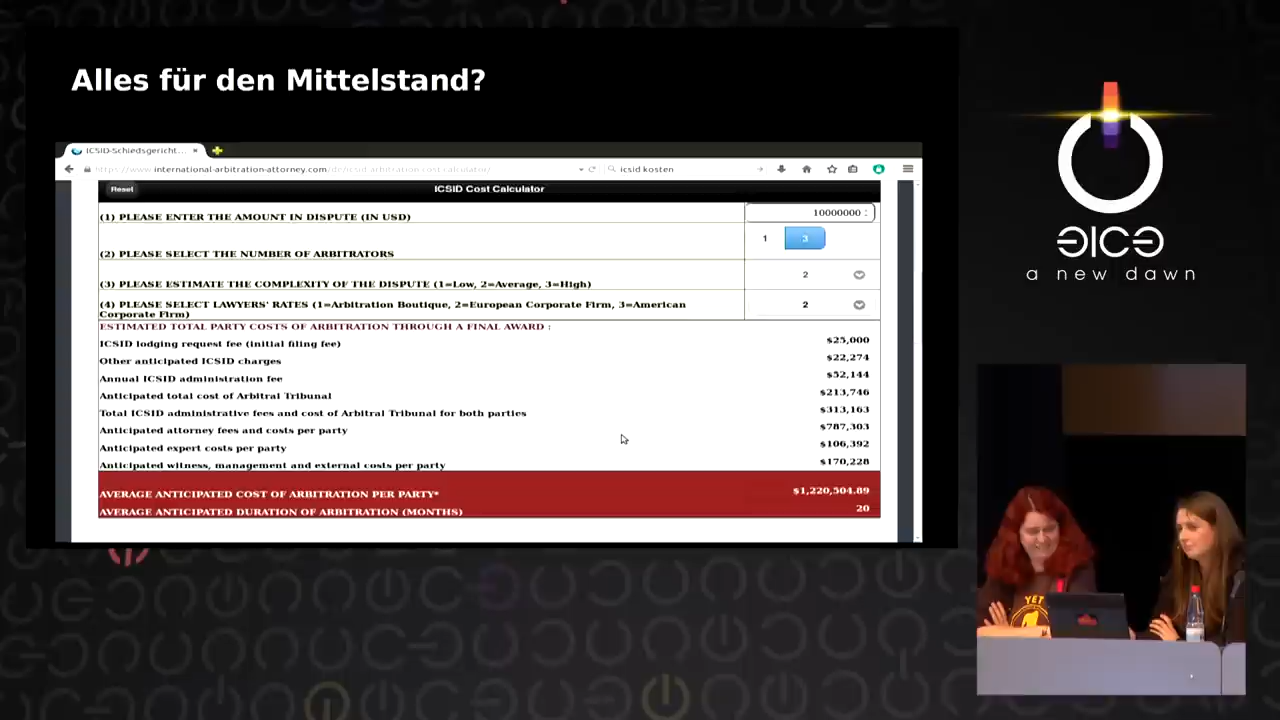 Alles für den Mittelstand?
ICSID-Schiedsgericht...
https://www.international-arbitration-attorney.com/de/icsid-arbitration-cost-calculator/
icsid kosten
Reset
ICSID Cost Calculator
(1) PLEASE ENTER THE AMOUNT IN DISPUTE (IN USD)
10000000
(2) PLEASE SELECT THE NUMBER OF ARBITRATORS
1 3
(3) PLEASE ESTIMATE THE COMPLEXITY OF THE DISPUTE (1=Low, 2=Average, 3=High)
2
(4) PLEASE SELECT LAWYERS' RATES (1=Arbitration Boutique, 2=European Corporate Firm, 3=American
Corporate Firm)
2
ESTIMATED TOTAL PARTY COSTS OF ARBITRATION THROUGH A FINAL AWARD :
ICSID lodging request fee (initial filing fee) $25,000
Other anticipated ICSID charges $22,274
Annual ICSID administration fee $52,144
Anticipated total cost of Arbitral Tribunal $213,746
Total ICSID administrative fees and cost of Arbitral Tribunal for both parties $313,163
Anticipated attorney fees and costs per party $787,303
Anticipated expert costs per party $106,392
Anticipated witness, management and external costs per party $170,228
AVERAGE ANTICIPATED COST OF ARBITRATION PER PARTY* $1,220,504.89
AVERAGE ANTICIPATED DURATION OF ARBITRATION (MONTHS) 20
a new dawn
YET